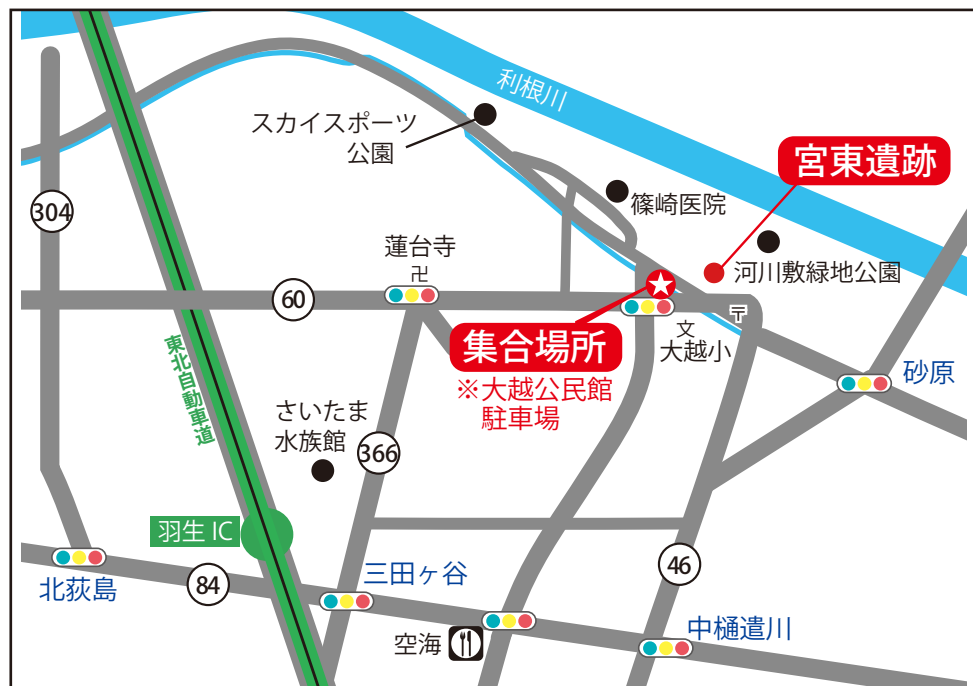 利根川
スカイスポーツ
公園
宮東遺跡
篠崎医院
304
蓮台寺
卍
河川敷緑地公園
60
〒
集合場所
文
大越小
※大越公民館
駐車場
砂原
東北自動車道
さいたま
水族館
366
羽生 IC
北荻島
84
三田ヶ谷
46
空海
中樋遣川